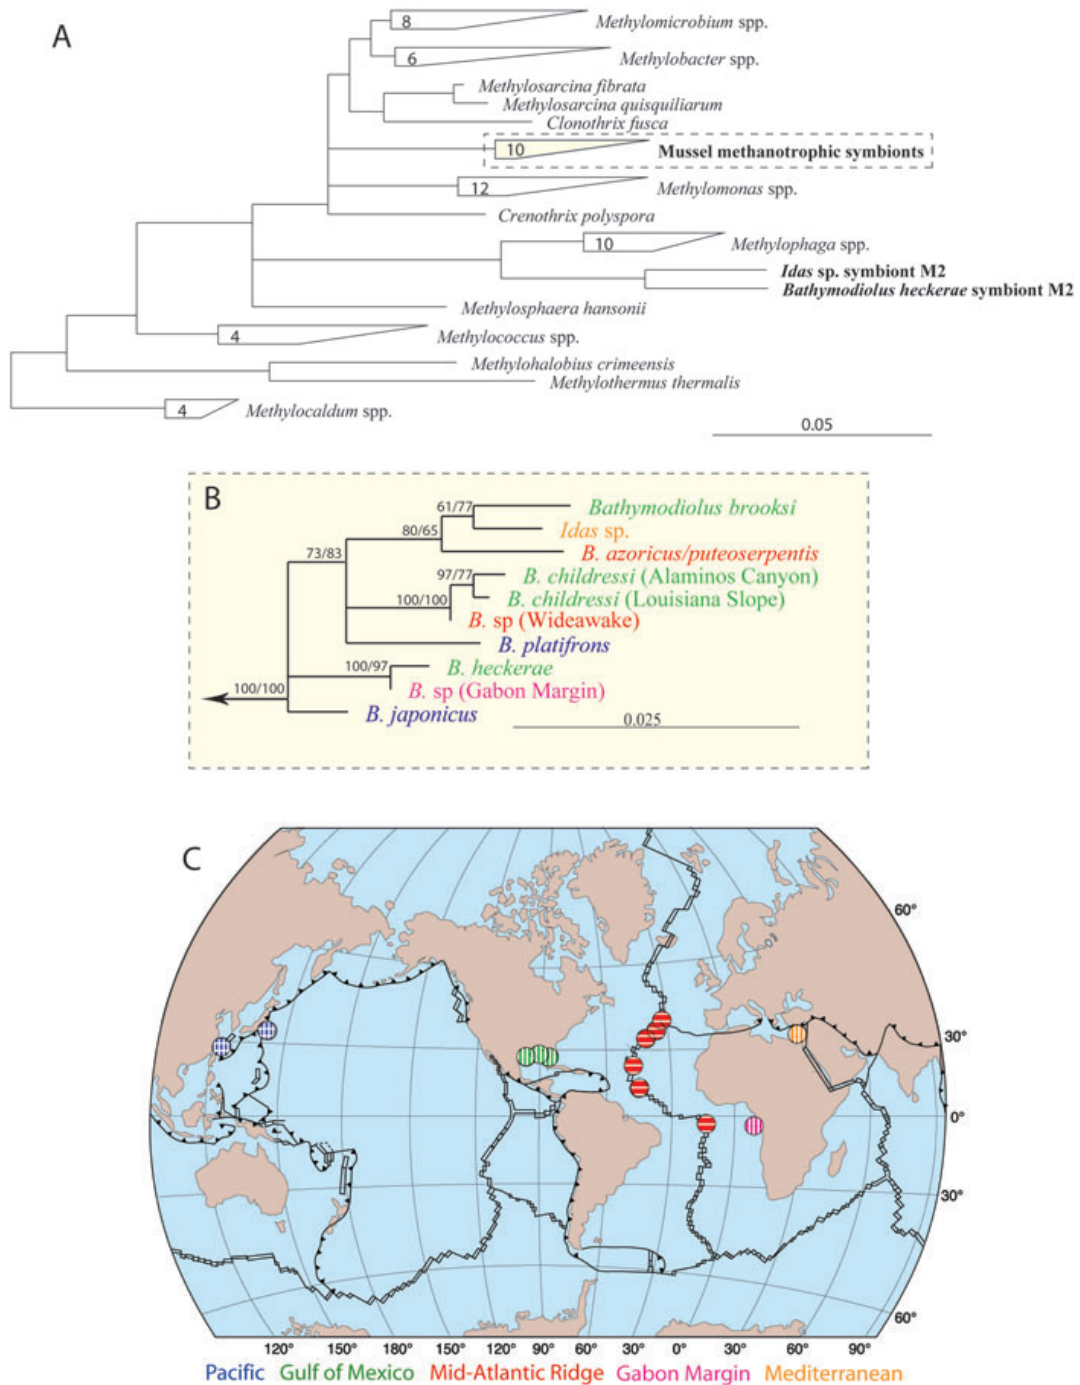 A
8
Methylomicrobium spp.
6
Methylobacter spp.
Methylosarcina fibrata
Methylosarcina quisquiliarum
Clonothrix fusca
10
Mussel methanotrophic symbionts
12
Methylomonas spp.
Crenothrix polyspora
10
Methylophaga spp.
Idas sp. symbiont M2
Bathymodiolus heckerae symbiont M2
Methylosphaera hansonii
4
Methylococcus spp.
Methylohalobius crimeensis
Methylothermus thermalis
4
Methylocaldum spp.
0.05
B
61/77
Bathymodiolus brooksi
80/65
Idas sp.
73/83
B. azoricus/puteoserpentis
97/77
B. childressi (Alaminos Canyon)
100/100
B. childressi (Louisiana Slope)
B. sp (Wideawake)
B. platifrons
100/97
B. heckerae
100/100
B. sp (Gabon Margin)
B. japonicus
0.025
C
60°
30°
0°
30°
60°
120° 150° 180° 150° 120° 90° 60° 30° 0° 30° 60° 90°
Pacific Gulf of Mexico Mid-Atlantic Ridge Gabon Margin Mediterranean